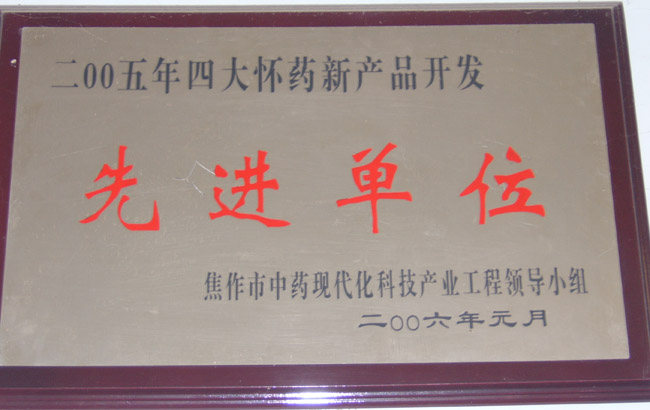 二00五年四大怀药新产品开发
先进单位
焦作市中药现代化科技产业工程领导小组
二00六年元月